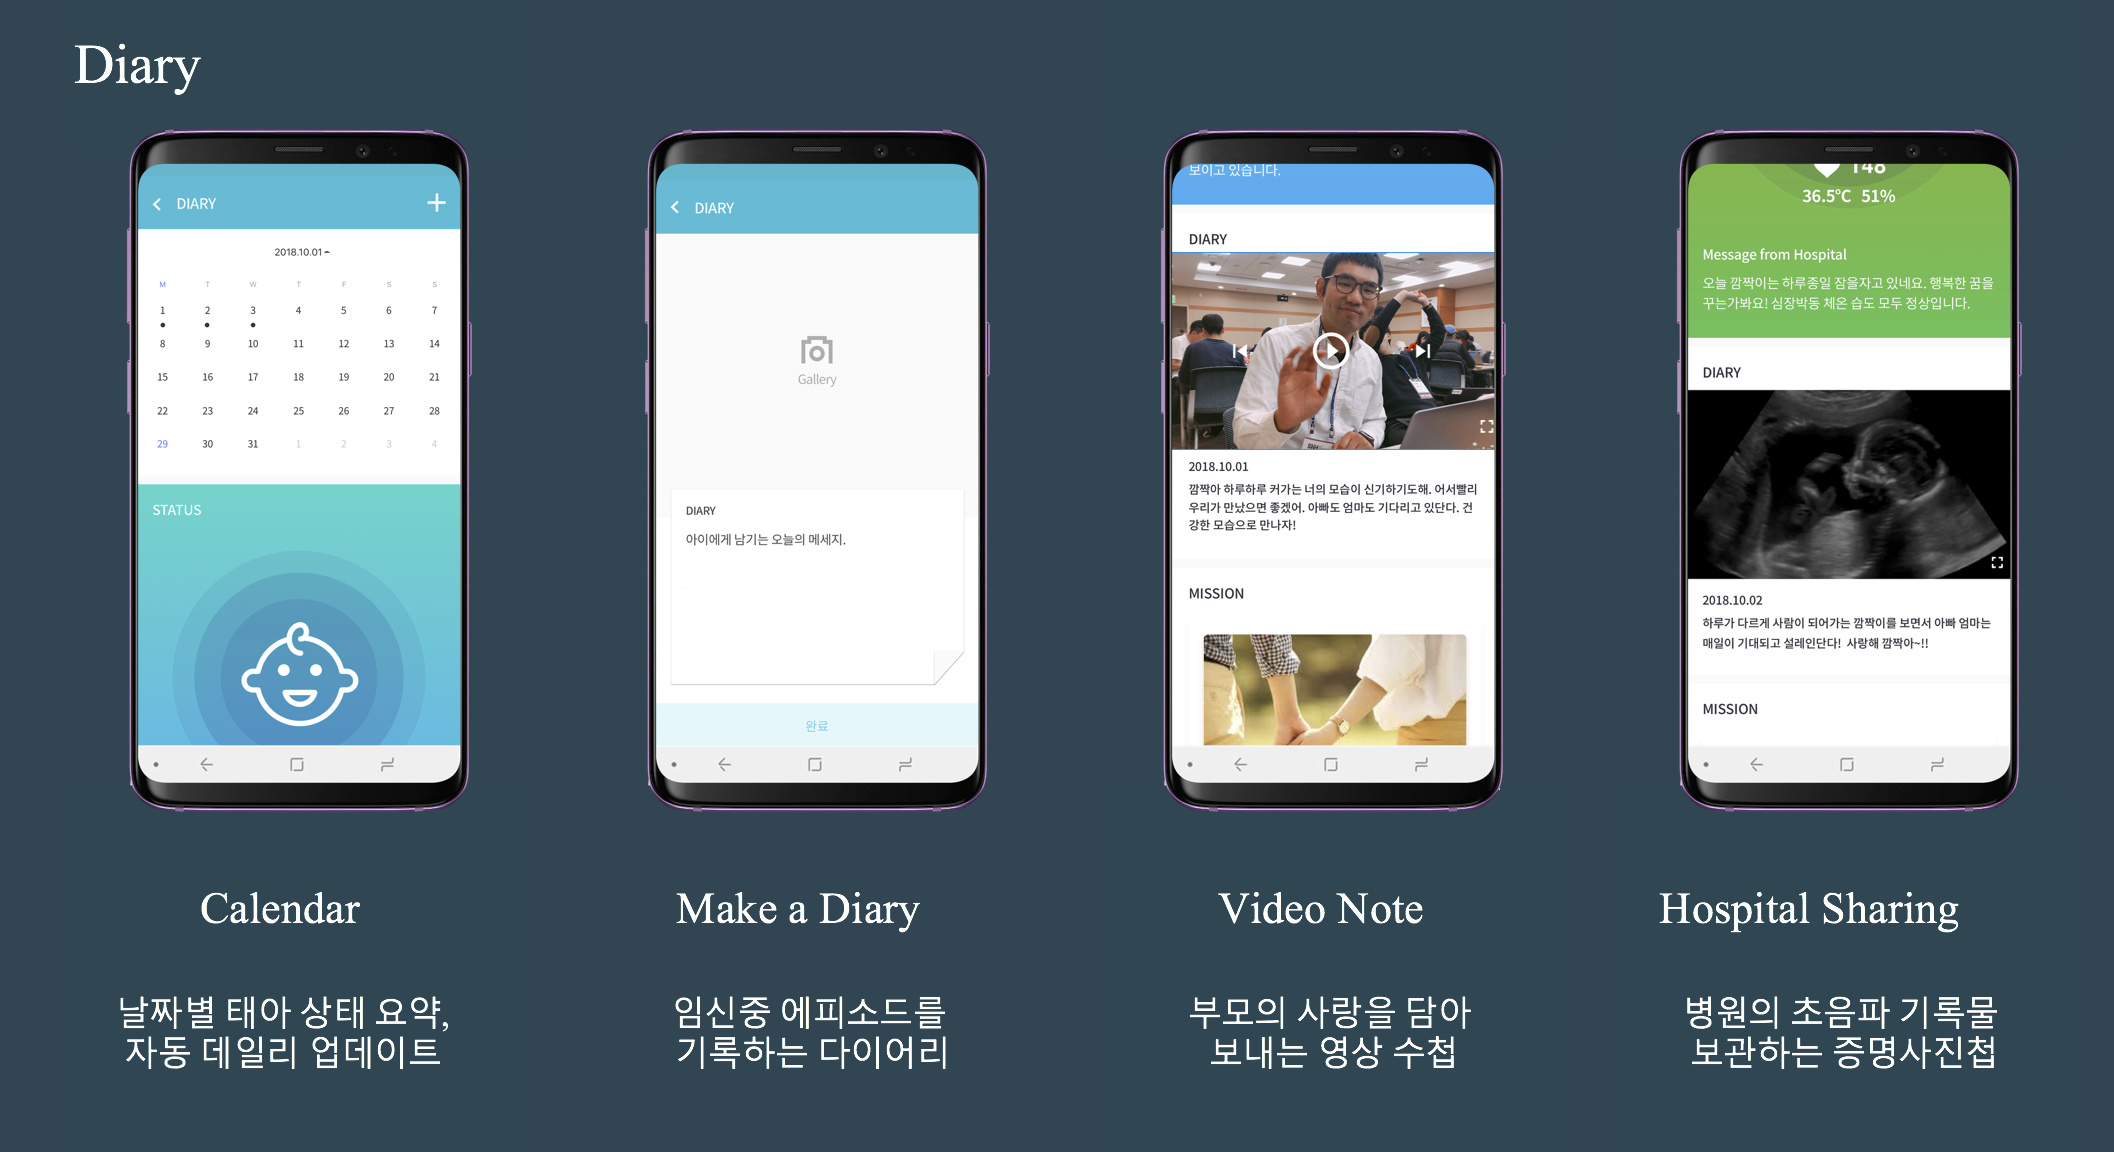 Diary
DIARY
2018.10.01
M T W T F S S
1 2 3 4 5 6 7
8 9 10 11 12 13 14
15 16 17 18 19 20 21
22 23 24 25 26 27 28
29 30 31 1 2 3 4
STATUS
Calendar
날짜별 태아 상태 요약,
자동 데일리 업데이트
DIARY
Gallery
DIARY
아이에게 남기는 오늘의 메세지.
완료
Make a Diary
임신중 에피소드를
기록하는 다이어리
보이고 있습니다.
DIARY
2018.10.01
깜짝아 하루하루 커가는 너의 모습이 신기하기도해. 어서빨리
우리가 만났으면 좋겠어. 아빠도 엄마도 기다리고 있단다. 건
강한 모습으로 만나자!
MISSION
Video Note
부모의 사랑을 담아
보내는 영상 수첩
148
36.5℃ 51%
Message from Hospital
오늘 깜짝이는 하루종일 잠을자고 있네요. 행복한 꿈을
꾸는가봐요! 심장박동 체온 습도 모두 정상입니다.
DIARY
2018.10.02
하루가 다르게 사람이 되어가는 깜짝이를 보면서 아빠 엄마는
매일이 기대되고 설레인단다! 사랑해 깜짝아~!!
MISSION
Hospital Sharing
병원의 초음파 기록물
보관하는 증명사진첩